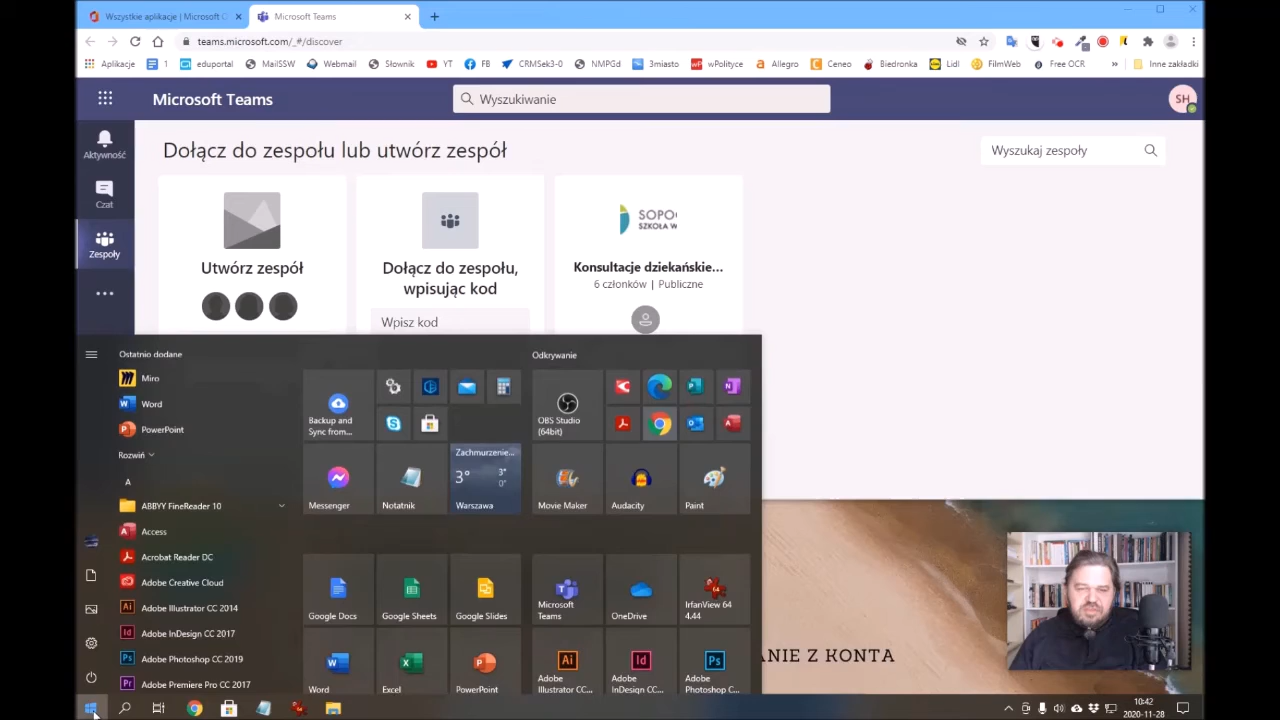 Wszystkie aplikacje | Microsoft O
Microsoft Teams
teams.microsoft.com/_#/discover
Aplikacje
1
eduportal
MailSSW
Webmail
Słownik
YT
FB
CRMSek3-0
NMPGd
3miasto
wPolityce
Allegro
Ceneo
Biedronka
Lidl
FilmWeb
Free OCR
»
Inne zakładki
Microsoft Teams
Wyszukiwanie
SH
Aktywność
Czat
Zespoły
Dołącz do zespołu lub utwórz zespół
Wyszukaj zespoły
Utwórz zespół
Dołącz do zespołu,
wpisując kod
Wpisz kod
SOPO
SZKOŁA W
Konsultacje dziekańskie...
6 członków | Publiczne
Ostatnio dodane
Miro
Word
PowerPoint
Rozwiń
A
ABBYY FineReader 10
Access
Acrobat Reader DC
Adobe Creative Cloud
Adobe Illustrator CC 2014
Adobe InDesign CC 2017
Adobe Photoshop CC 2019
Adobe Premiere Pro CC 2017
Backup and
Sync from...
Messenger
Notatnik
Zachmurzenie...
3°
3°
0°
Warszawa
Google Docs
Google Sheets
Google Slides
Word
Excel
PowerPoint
Odkrywanie
OBS Studio
(64bit)
Movie Maker
Audacity
Paint
Microsoft
Teams
OneDrive
IrfanView 64
4.44
Adobe
Illustrator CC...
Adobe
InDesign CC...
Adobe
Photoshop C...
ANIE Z KONTA
10:42
2020-11-28